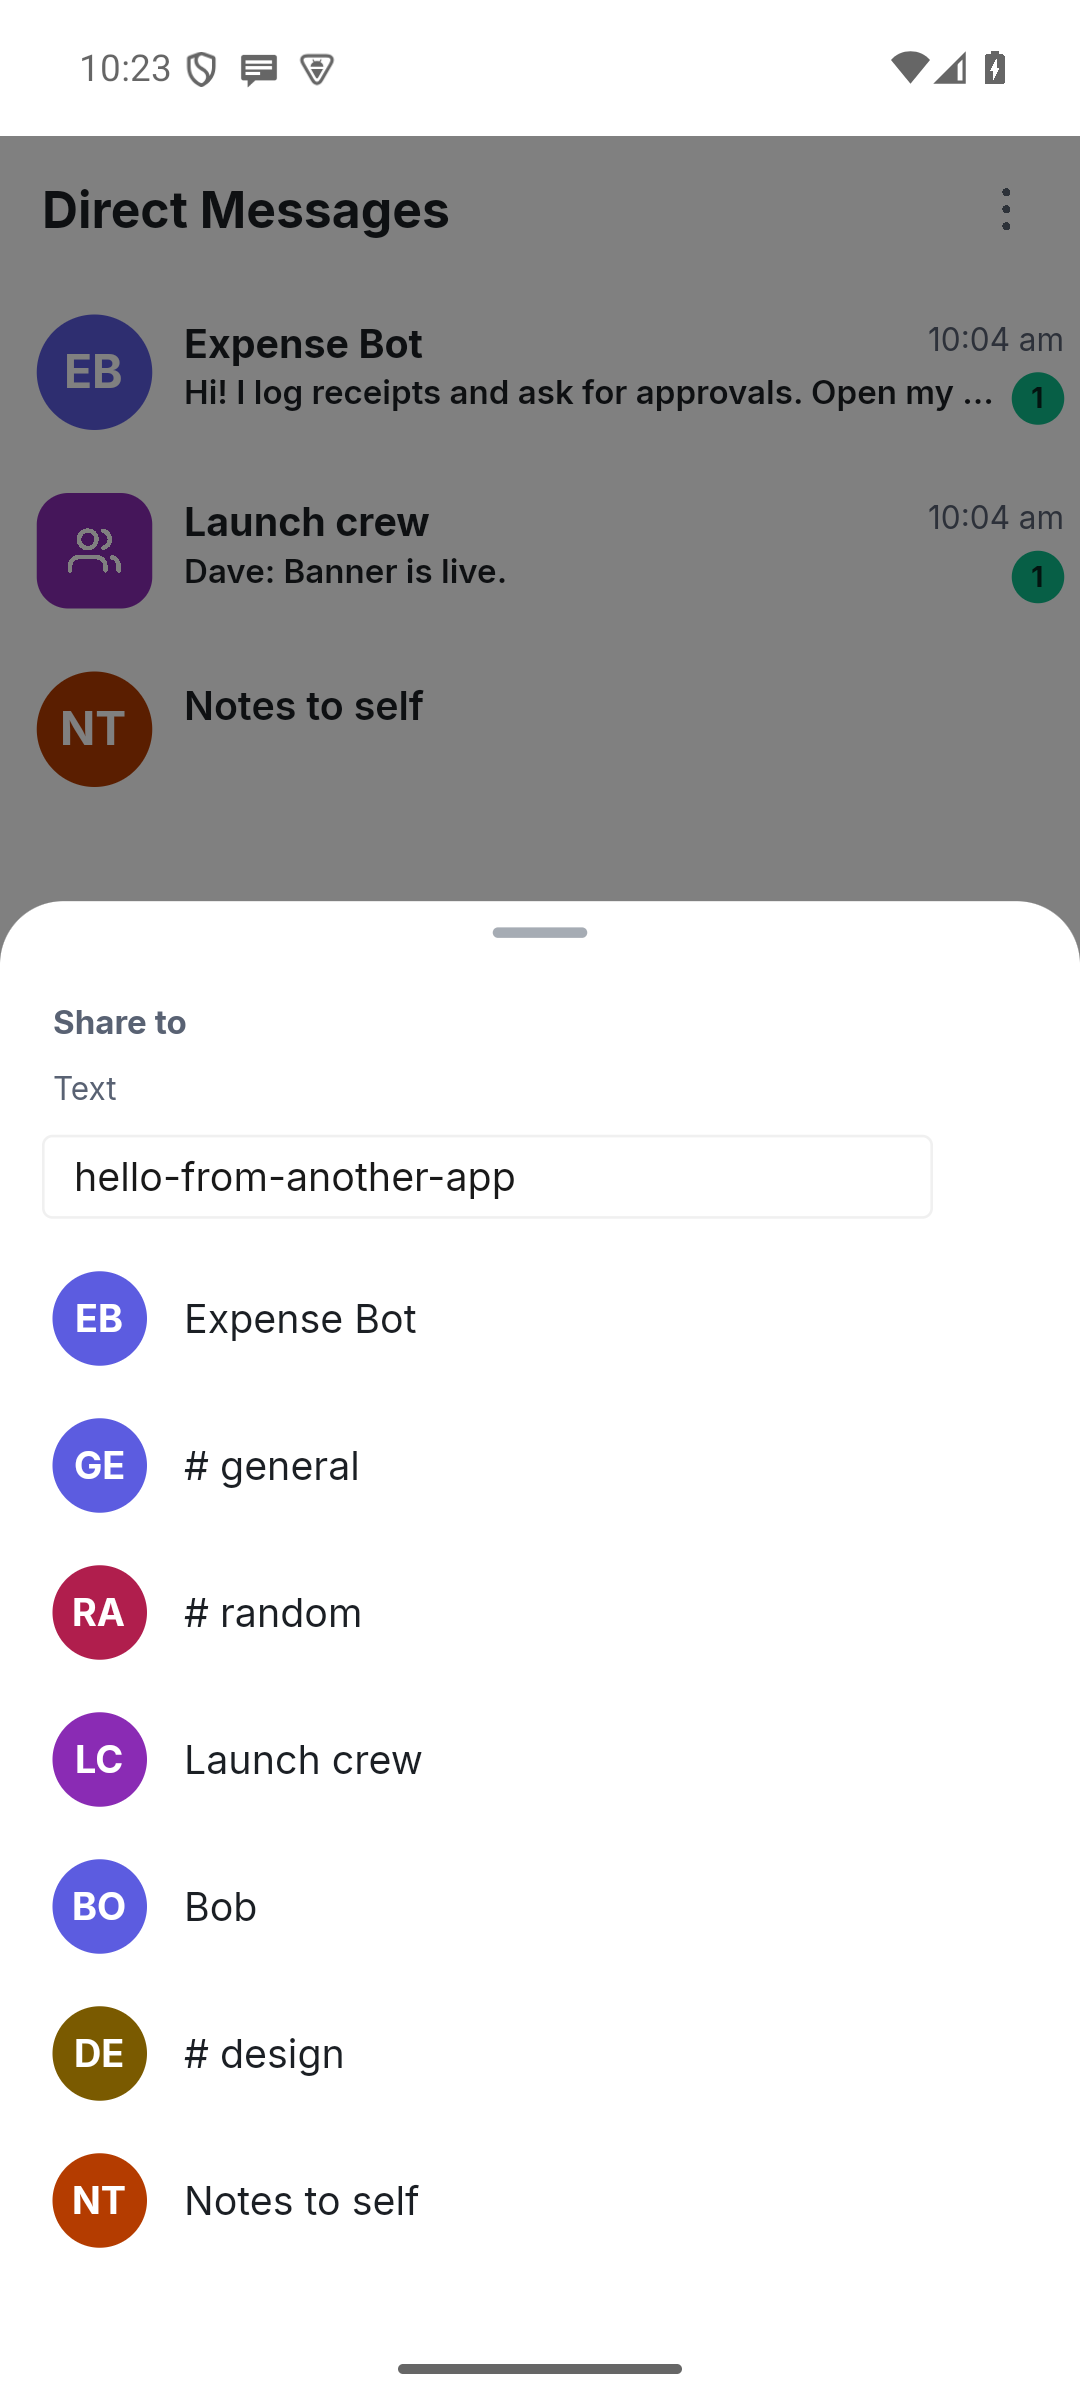 10:23
Direct Messages
EB
Expense Bot
10:04 am
Hi! I log receipts and ask for approvals. Open my ...
1
Launch crew
10:04 am
Dave: Banner is live.
1
NT
Notes to self
Share to
Text
hello-from-another-app
EB Expense Bot
GE # general
RA # random
LC Launch crew
BO Bob
DE # design
NT Notes to self